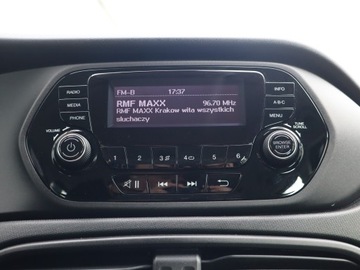 FM-B 17:37
RMF MAXX 96.70 MHz
RMF MAXX Krakow wita wszystkich
słuchaczy
RADIO
MEDIA
PHONE
VOLUME
INFO
A-B-C
MENU
TUNE
SCROLL
BROWSE
ENTER
1 2 3 4 5 6